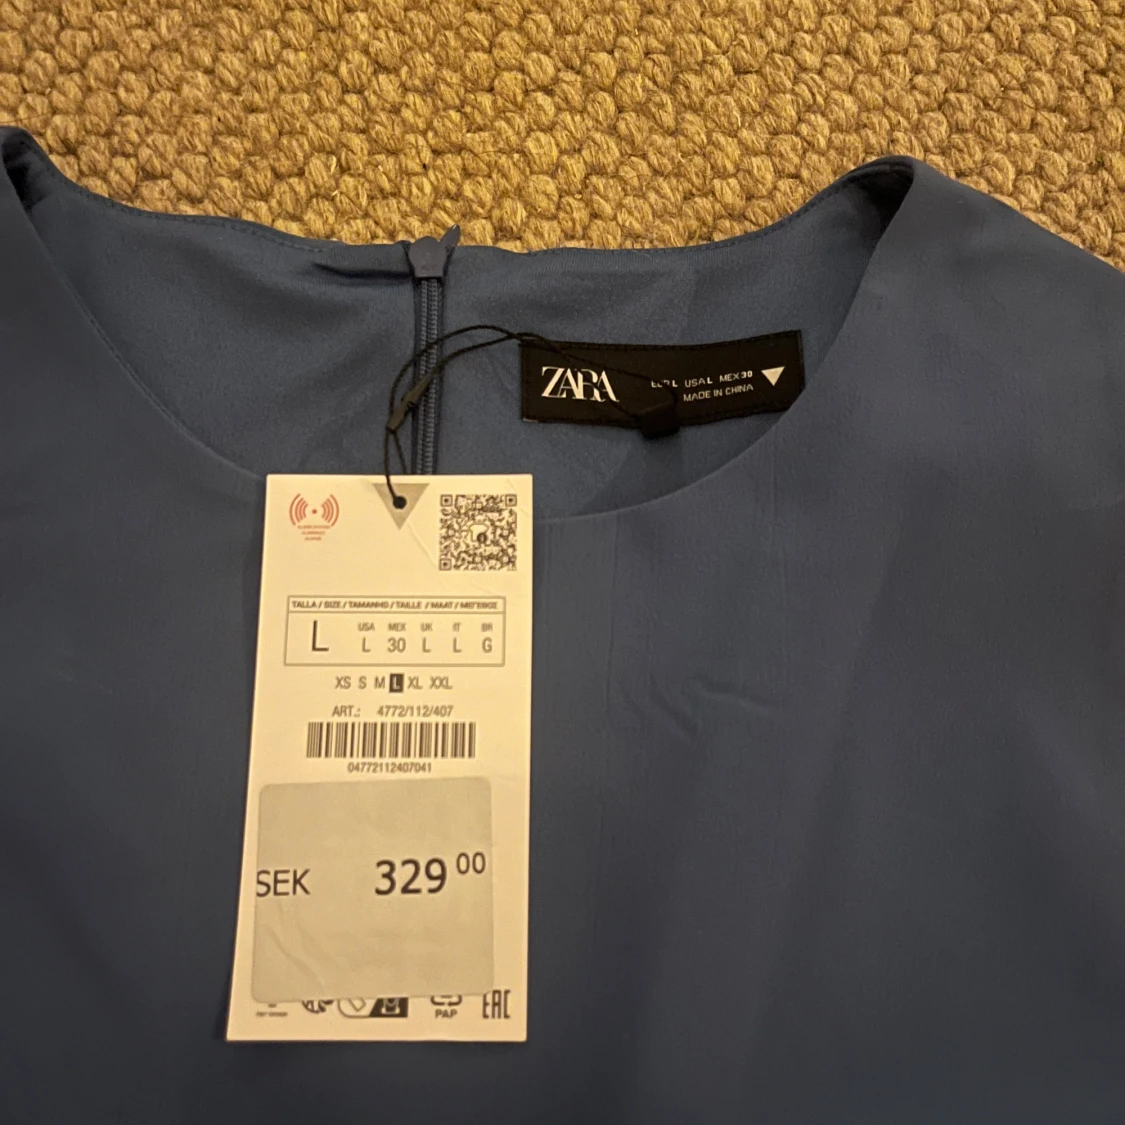 ZARA
EUR L USA L MEX 30
MADE IN CHINA
TALLA / SIZE / TAMANHO / TAILLE / MAAT / ΜΕΓΕΘΟΣ
L
USA MEX UK IT BR
L 30 L L G
XS S M L XL XXL
ART.: 4772/112/407
04772112407041
SEK 329 00
PAP
EAC